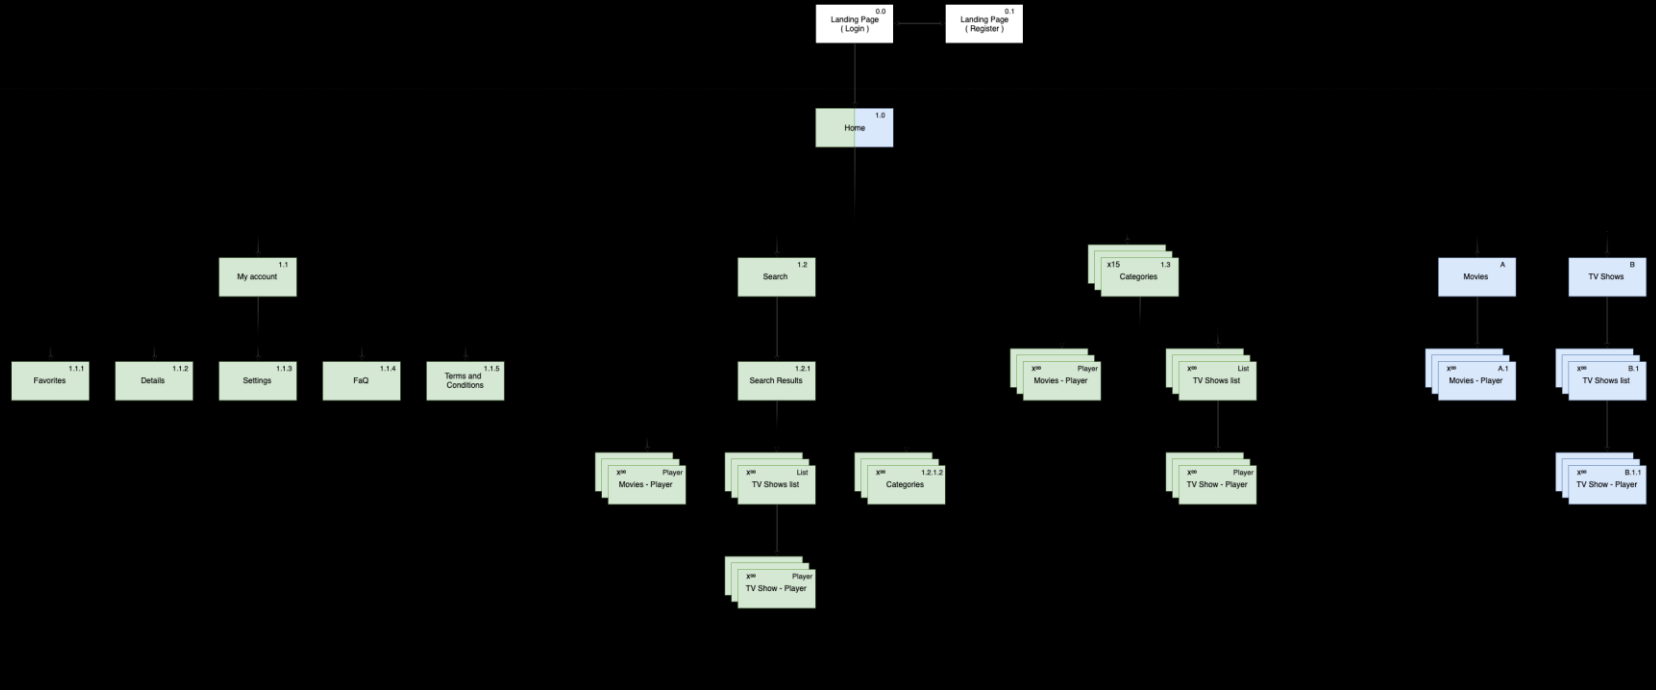 0.0
Landing Page
( Login )
0.1
Landing Page
( Register )
1.0
Home
1.1
My account
1.2
Search
x15 1.3
Categories
A
Movies
B
TV Shows
1.1.1
Favorites
1.1.2
Details
1.1.3
Settings
1.1.4
FaQ
1.1.5
Terms and
Conditions
1.2.1
Search Results
x∞ Player
Movies - Player
x∞ List
TV Shows list
x∞ A.1
Movies - Player
x∞ B.1
TV Shows list
x∞ Player
Movies - Player
x∞ List
TV Shows list
x∞ 1.2.1.2
Categories
x∞ Player
TV Show - Player
x∞ B.1.1
TV Show - Player
x∞ Player
TV Show - Player